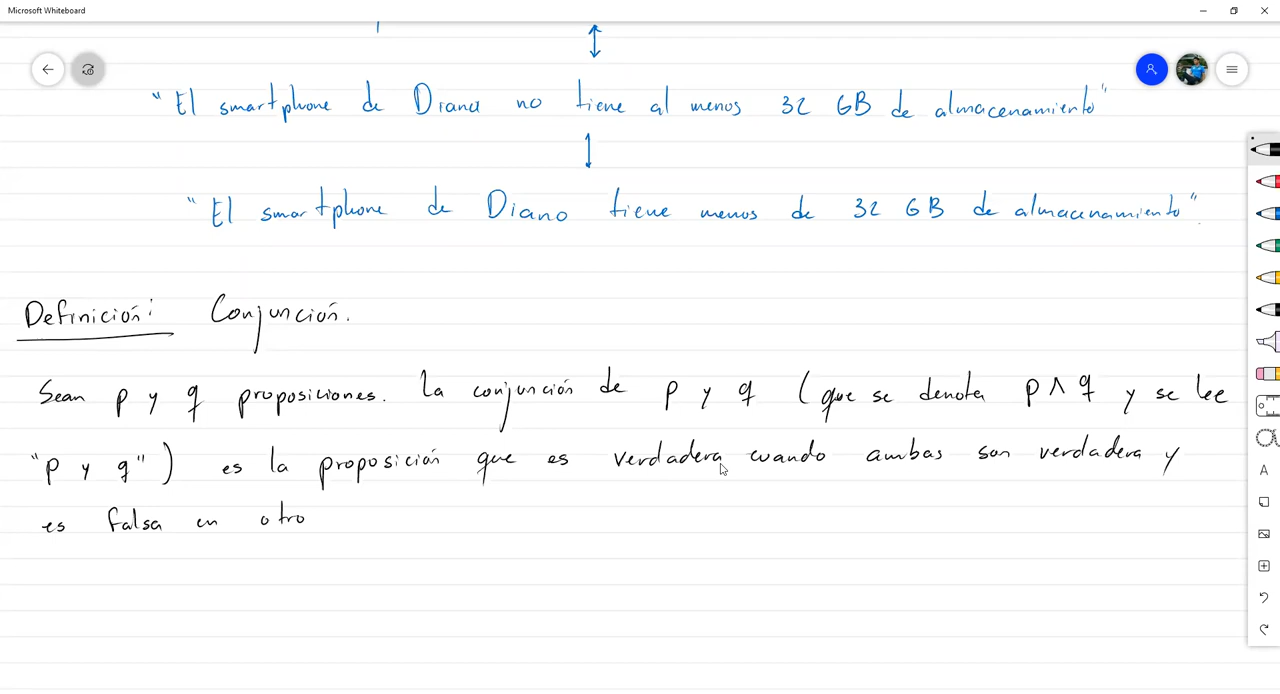 Microsoft Whiteboard
"El smartphone de Diana no tiene al menos 32 GB de almacenamiento"
"El smartphone de Diana tiene menos de 32 GB de almacenamiento".
Definición: Conjunción.
Sean p y q proposiciones. La conjunción de p y q (que se denota p ∧ q y se lee
"p y q") es la proposición que es verdadera cuando ambas son verdadera y
es falsa en otro
A